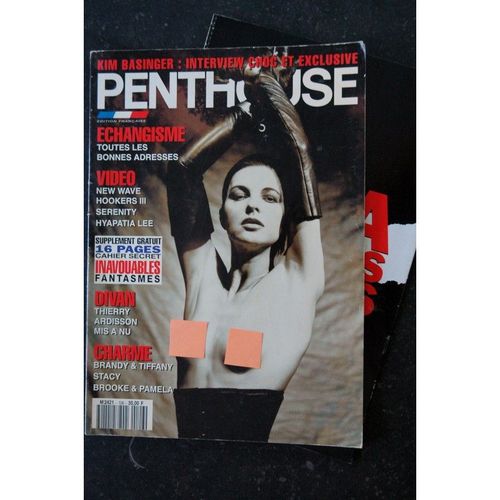 KIM BASINGER : INTERVIEW CHOC ET EXCLUSIVE
PENTHOUSE
EDITION FRANÇAISE
ECHANGISME
TOUTES LES
BONNES ADRESSES
VIDEO
NEW WAVE
HOOKERS III
SERENITY
HYAPATIA LEE
SUPPLEMENT GRATUIT
16 PAGES
CAHIER SECRET
INAVOUABLES
FANTASMES
DIVAN
THIERRY
ARDISSON
MIS A NU
CHARME
BRANDY & TIFFANY
STACY
BROOKE & PAMELA
30,00 F